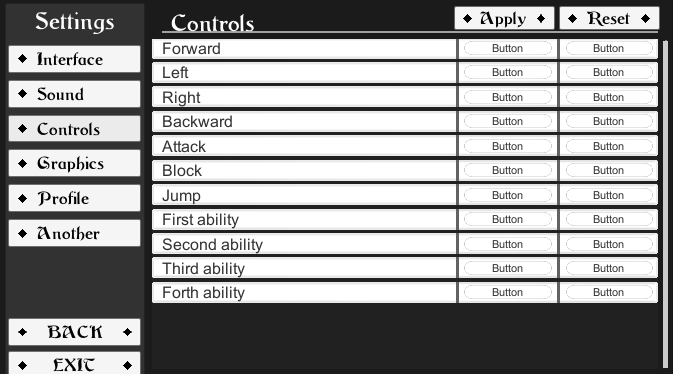 Settings
Interface
Sound
Controls
Graphics
Profile
Another
BACK
EXIT
Controls
Apply
Reset
Forward Button Button
Left Button Button
Right Button Button
Backward Button Button
Attack Button Button
Block Button Button
Jump Button Button
First ability Button Button
Second ability Button Button
Third ability Button Button
Forth ability Button Button